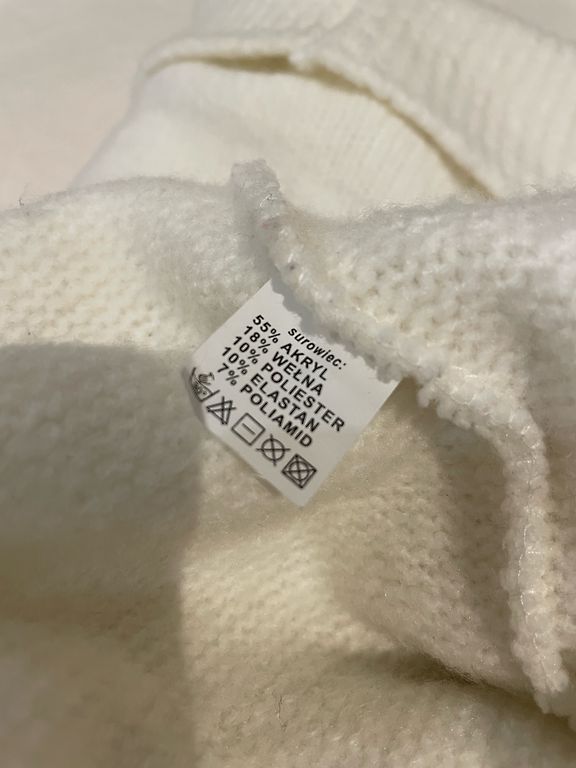 surowiec:
55% AKRYL
18% WEŁNA
10% POLIESTER
10% ELASTAN
7% POLIAMID